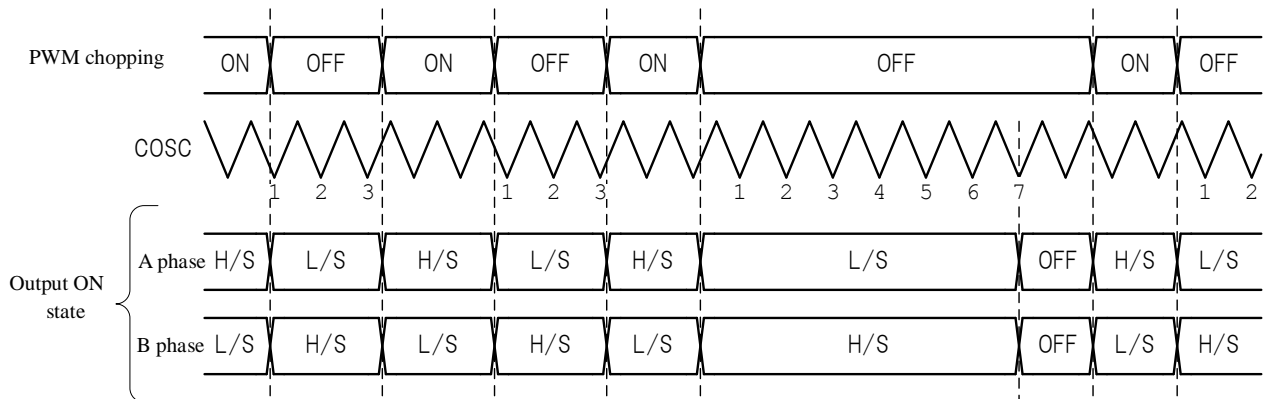 PWM chopping ON OFF ON OFF ON OFF ON OFF
COSC
1 2 3 1 2 3 1 2 3 4 5 6 7 1 2
Output ON
state
A phase H/S L/S H/S L/S H/S L/S OFF H/S L/S
B phase L/S H/S L/S H/S L/S H/S OFF L/S H/S